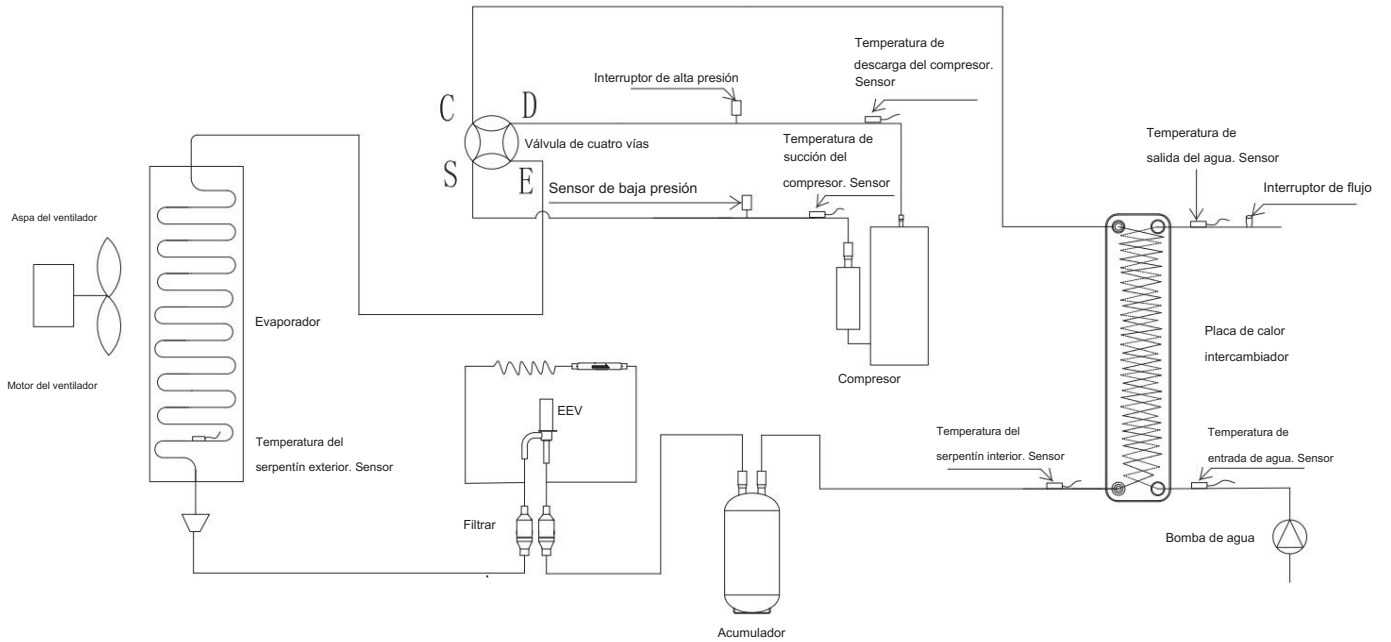 Temperatura de
descarga del compresor.
Sensor
Interruptor de alta presión
C
D
Válvula de cuatro vías
S
E
Temperatura de
succión del
compresor. Sensor
Sensor de baja presión
Temperatura de
salida del agua. Sensor
Interruptor de flujo
Aspa del ventilador
Evaporador
Motor del ventilador
Placa de calor
intercambiador
Compresor
EEV
Temperatura del
serpentín exterior. Sensor
Temperatura del
serpentín interior. Sensor
Temperatura de
entrada de agua. Sensor
Filtrar
Bomba de agua
Acumulador